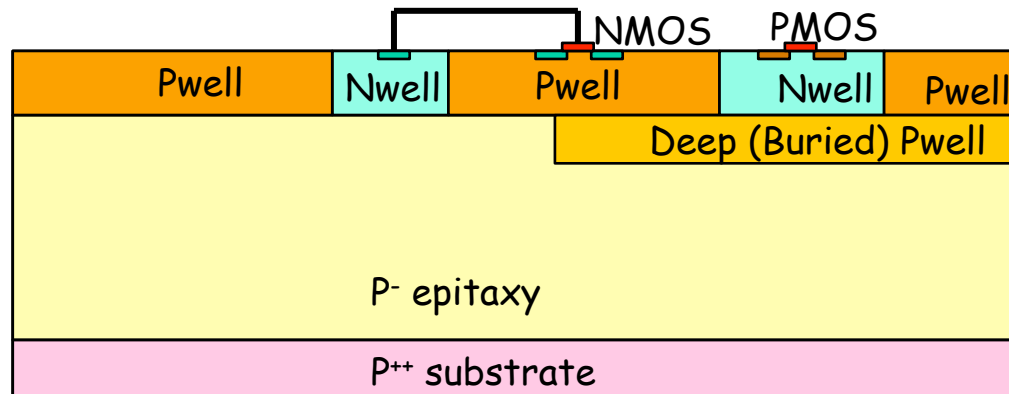 NMOS PMOS
Pwell Nwell Pwell Nwell Pwell
Deep (Buried) Pwell
P- epitaxy
P++ substrate